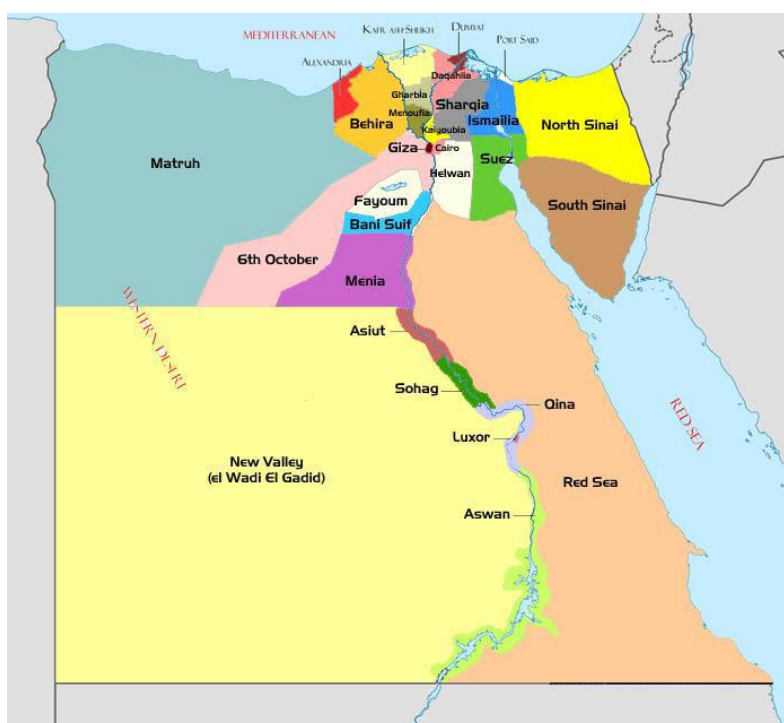 MEDITERRANEAN
KAFR ASH-SHEIKH
DUMYAT
PORT SAID
ALEXANDRIA
Daqahlia
Gharbia
Menoufia
Sharqia
Ismailia
Behira
Kalyoubia
North Sinai
Giza
Cairo
Matruh
Helwan
Suez
Fayoum
South Sinai
Bani Suif
6th October
Menia
WESTERN DESERT
Asiut
Sohag
Qina
RED SEA
Luxor
New Valley
(el Wadi El Gadid)
Red Sea
Aswan